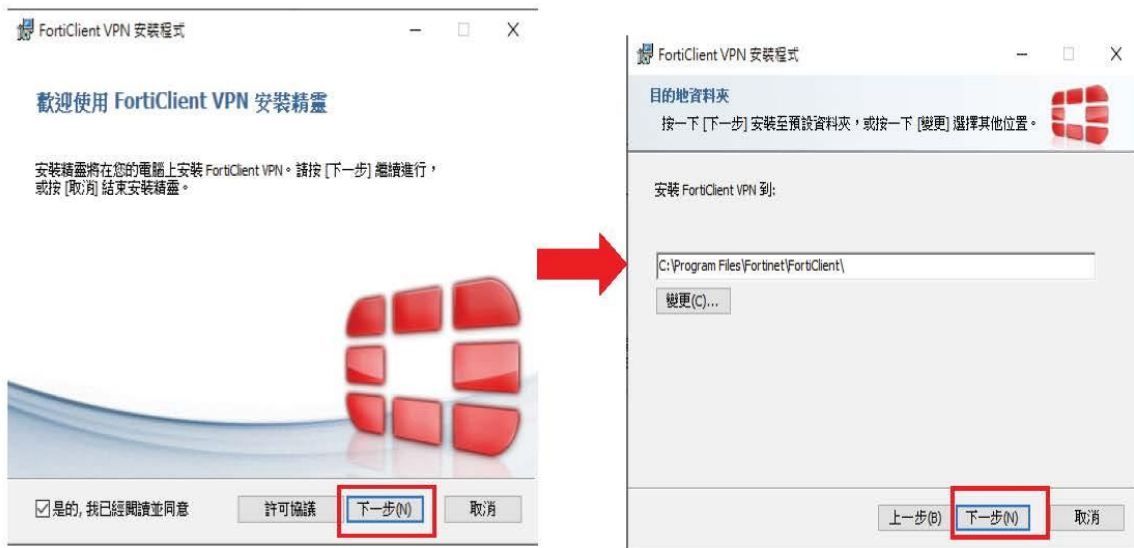 FortiClient VPN 安裝程式
歡迎使用 FortiClient VPN 安裝精靈
安裝精靈將在您的電腦上安裝 FortiClient VPN。請按 [下一步] 繼續進行，
或按 [取消] 結束安裝精靈。
是的, 我已經閱讀並同意
許可協議
下一步(N)
取消
FortiClient VPN 安裝程式
目的地資料夾
按一下 [下一步] 安裝至預設資料夾，或按一下 [變更] 選擇其他位置。
安裝 FortiClient VPN 到:
C:\Program Files\Fortinet\FortiClient\
變更(C)...
上一步(B)
下一步(N)
取消